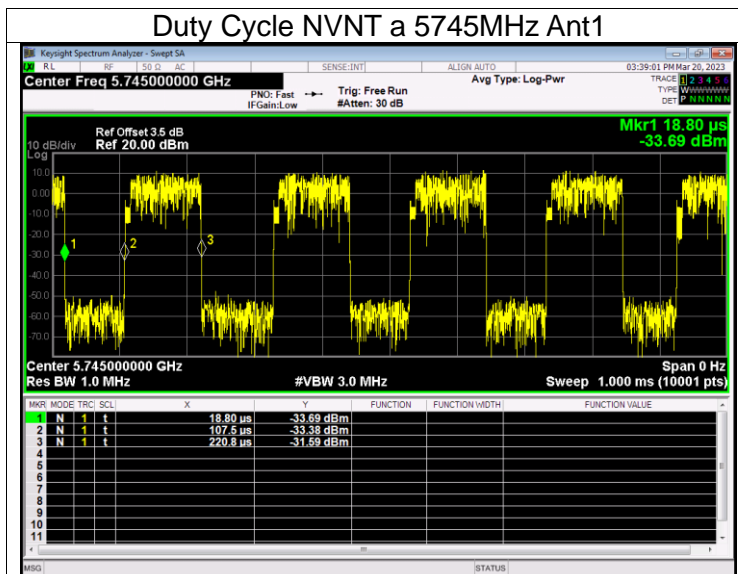 Duty Cycle NVNT a 5745MHz Ant1
Keysight Spectrum Analyzer - Swept SA
RL RF 50 Ω AC SENSE:INT ALIGN AUTO 03:39:01 PM Mar 20, 2023
Center Freq 5.745000000 GHz Avg Type: Log-Pwr TRACE 1 2 3 4 5 6
PNO: Fast Trig: Free Run TYPE W
IFGain:Low #Atten: 30 dB DET P N N N N N
Mkr1 18.80 µs
Ref Offset 3.5 dB
10 dB/div Ref 20.00 dBm -33.69 dBm
Log
10.0
0.00
-10.0
-20.0
1 2 3
-30.0
-40.0
-50.0
-60.0
-70.0
Center 5.745000000 GHz Span 0 Hz
Res BW 1.0 MHz #VBW 3.0 MHz Sweep 1.000 ms (10001 pts)
MKR MODE TRC SCL X Y FUNCTION FUNCTION WIDTH FUNCTION VALUE
1 N 1 t 18.80 µs -33.69 dBm
2 N 1 t 107.5 µs -33.38 dBm
3 N 1 t 220.8 µs -31.59 dBm
4
5
6
7
8
9
10
11
MSG STATUS